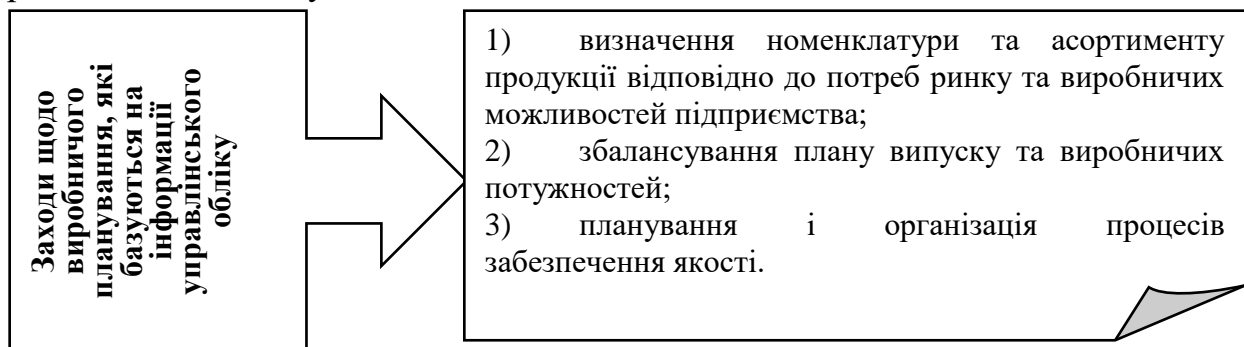 Заходи щодо
виробничого
планування, які
базуються на
інформації
управлінського
обліку
1) визначення номенклатури та асортименту
продукції відповідно до потреб ринку та виробничих
можливостей підприємства;
2) збалансування плану випуску та виробничих
потужностей;
3) планування і організація процесів
забезпечення якості.